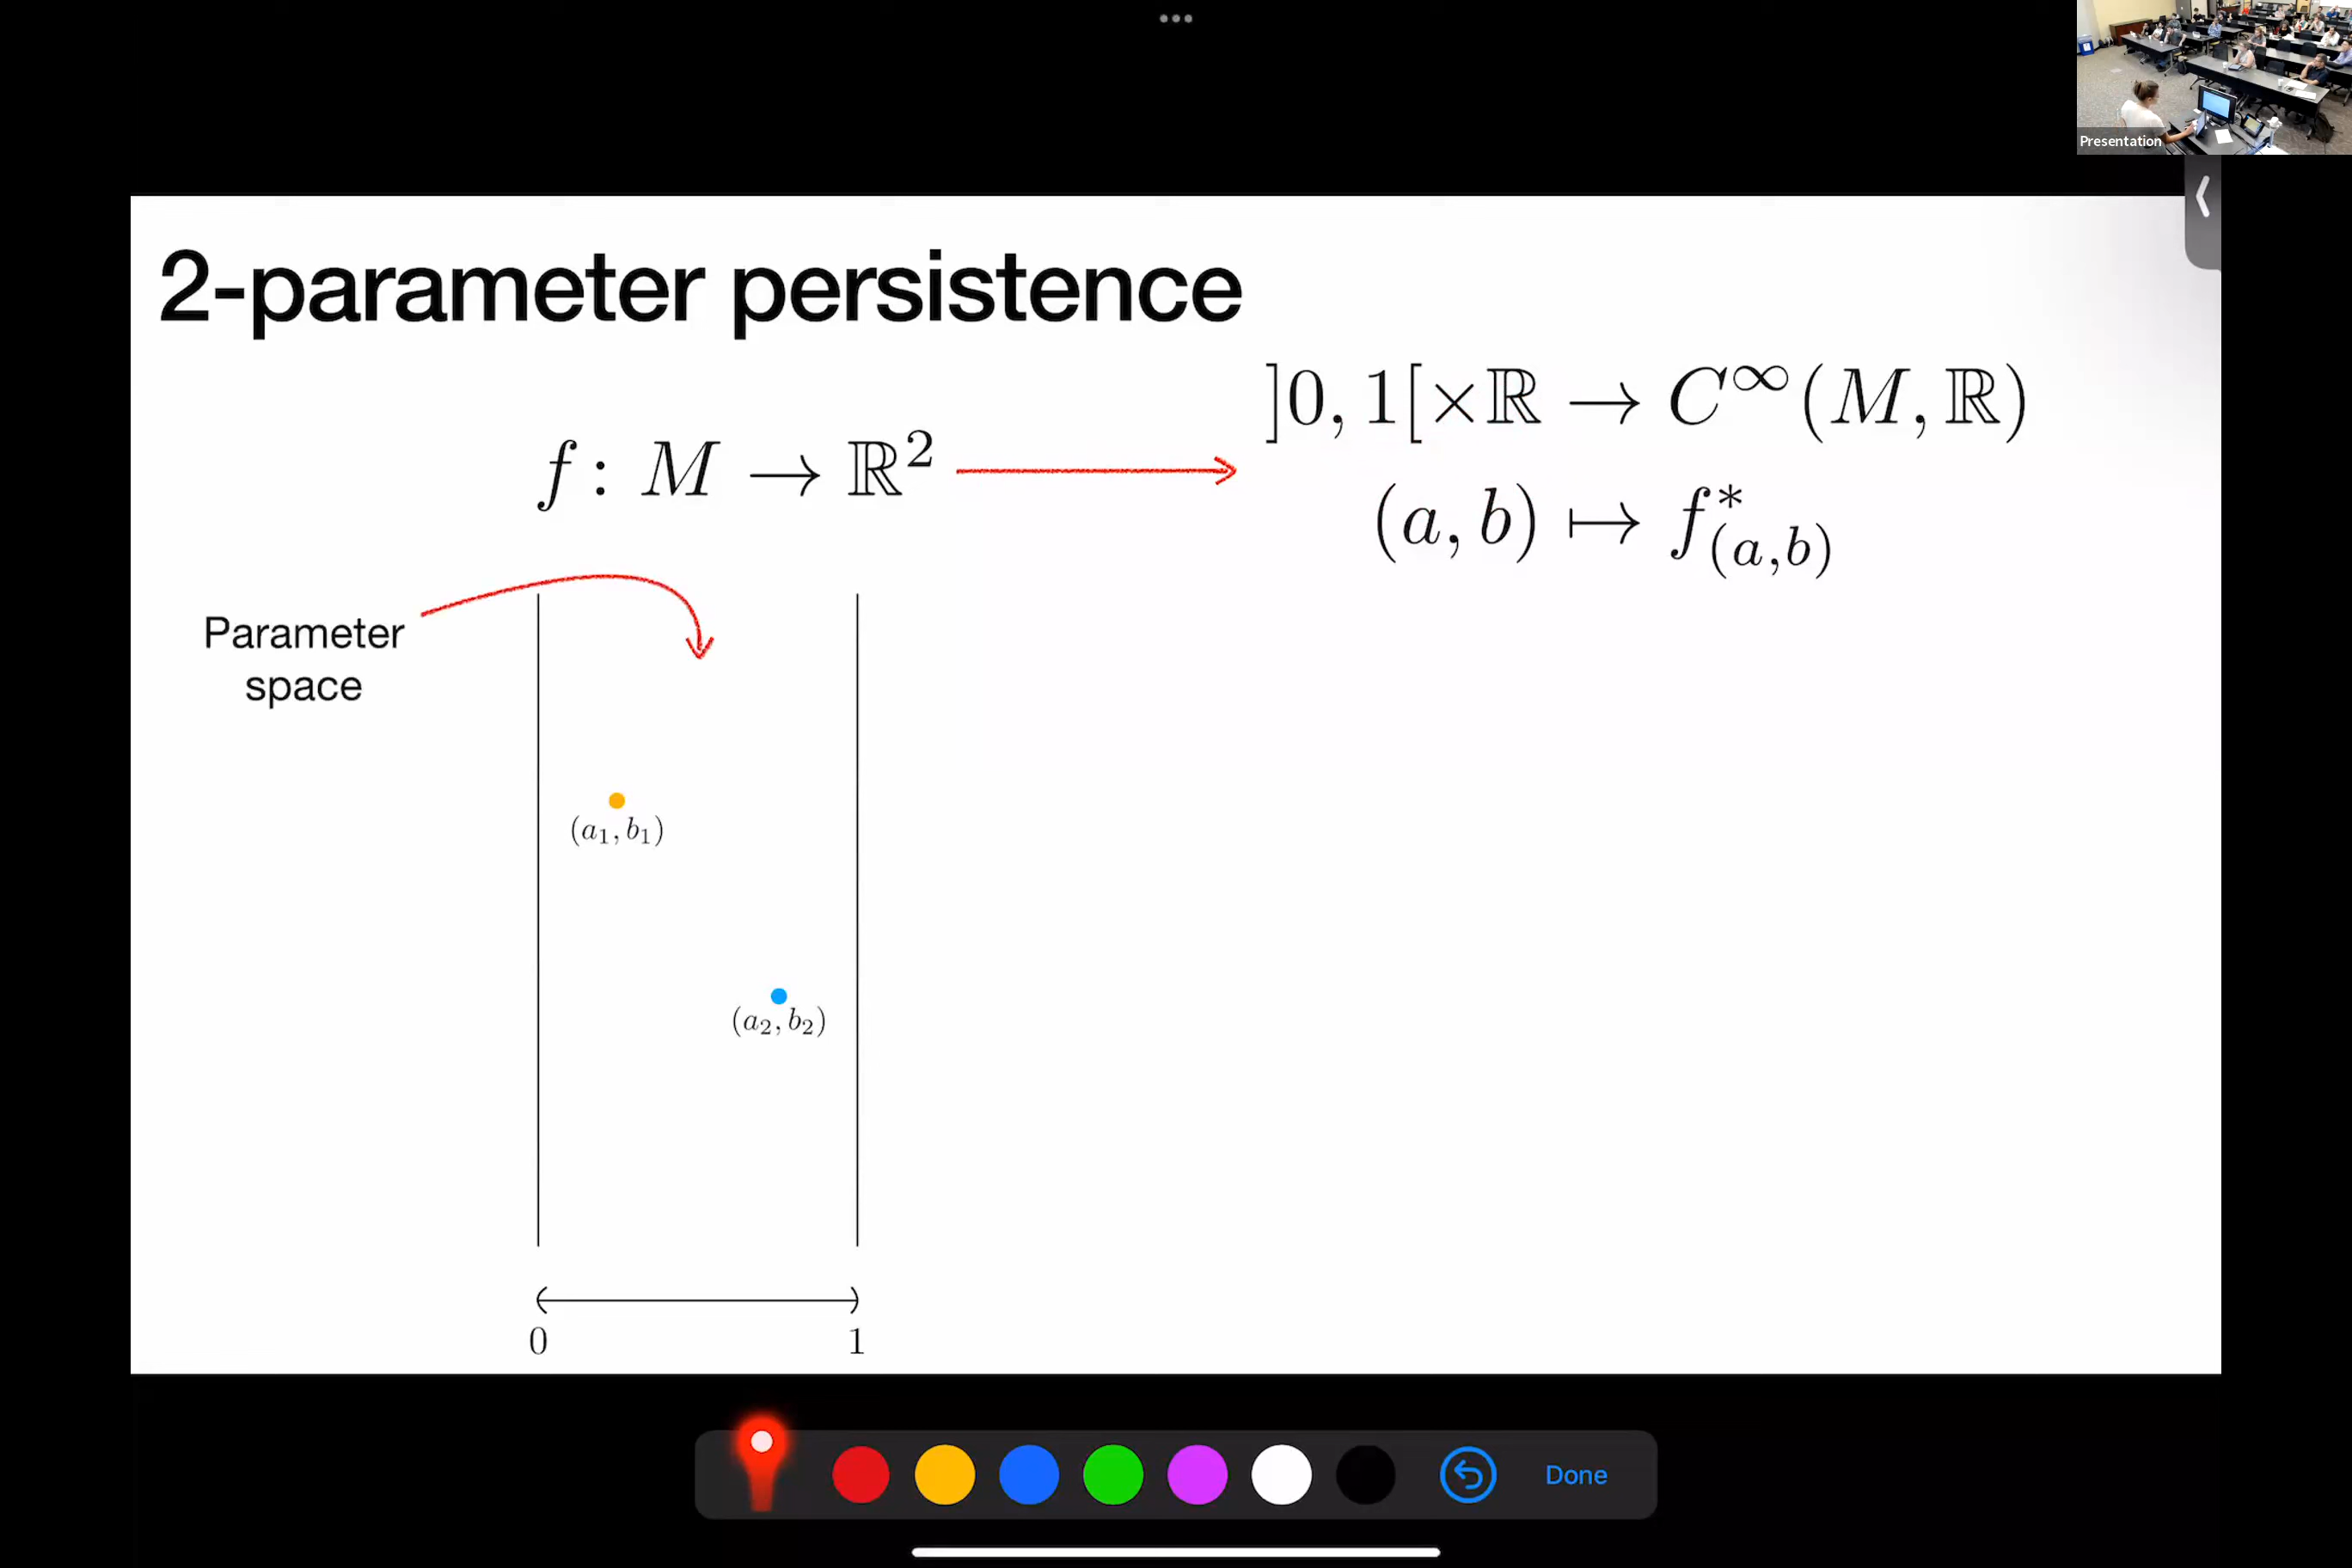 Presentation
2-parameter persistence
]0, 1[×ℝ → C^∞(M, ℝ)
f : M → ℝ²
(a, b) ↦ f*_(a,b)
Parameter
space
(a₁, b₁)
(a₂, b₂)
0 1
Done